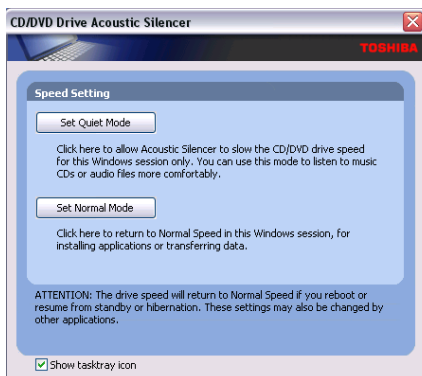 CD/DVD Drive Acoustic Silencer
TOSHIBA
Speed Setting
Set Quiet Mode
Click here to allow Acoustic Silencer to slow the CD/DVD drive speed
for this Windows session only. You can use this mode to listen to music
CDs or audio files more comfortably.
Set Normal Mode
Click here to return to Normal Speed in this Windows session, for
installing applications or transferring data.
ATTENTION: The drive speed will return to Normal Speed if you reboot or
resume from standby or hibernation. These settings may also be changed by
other applications.
Show tasktray icon